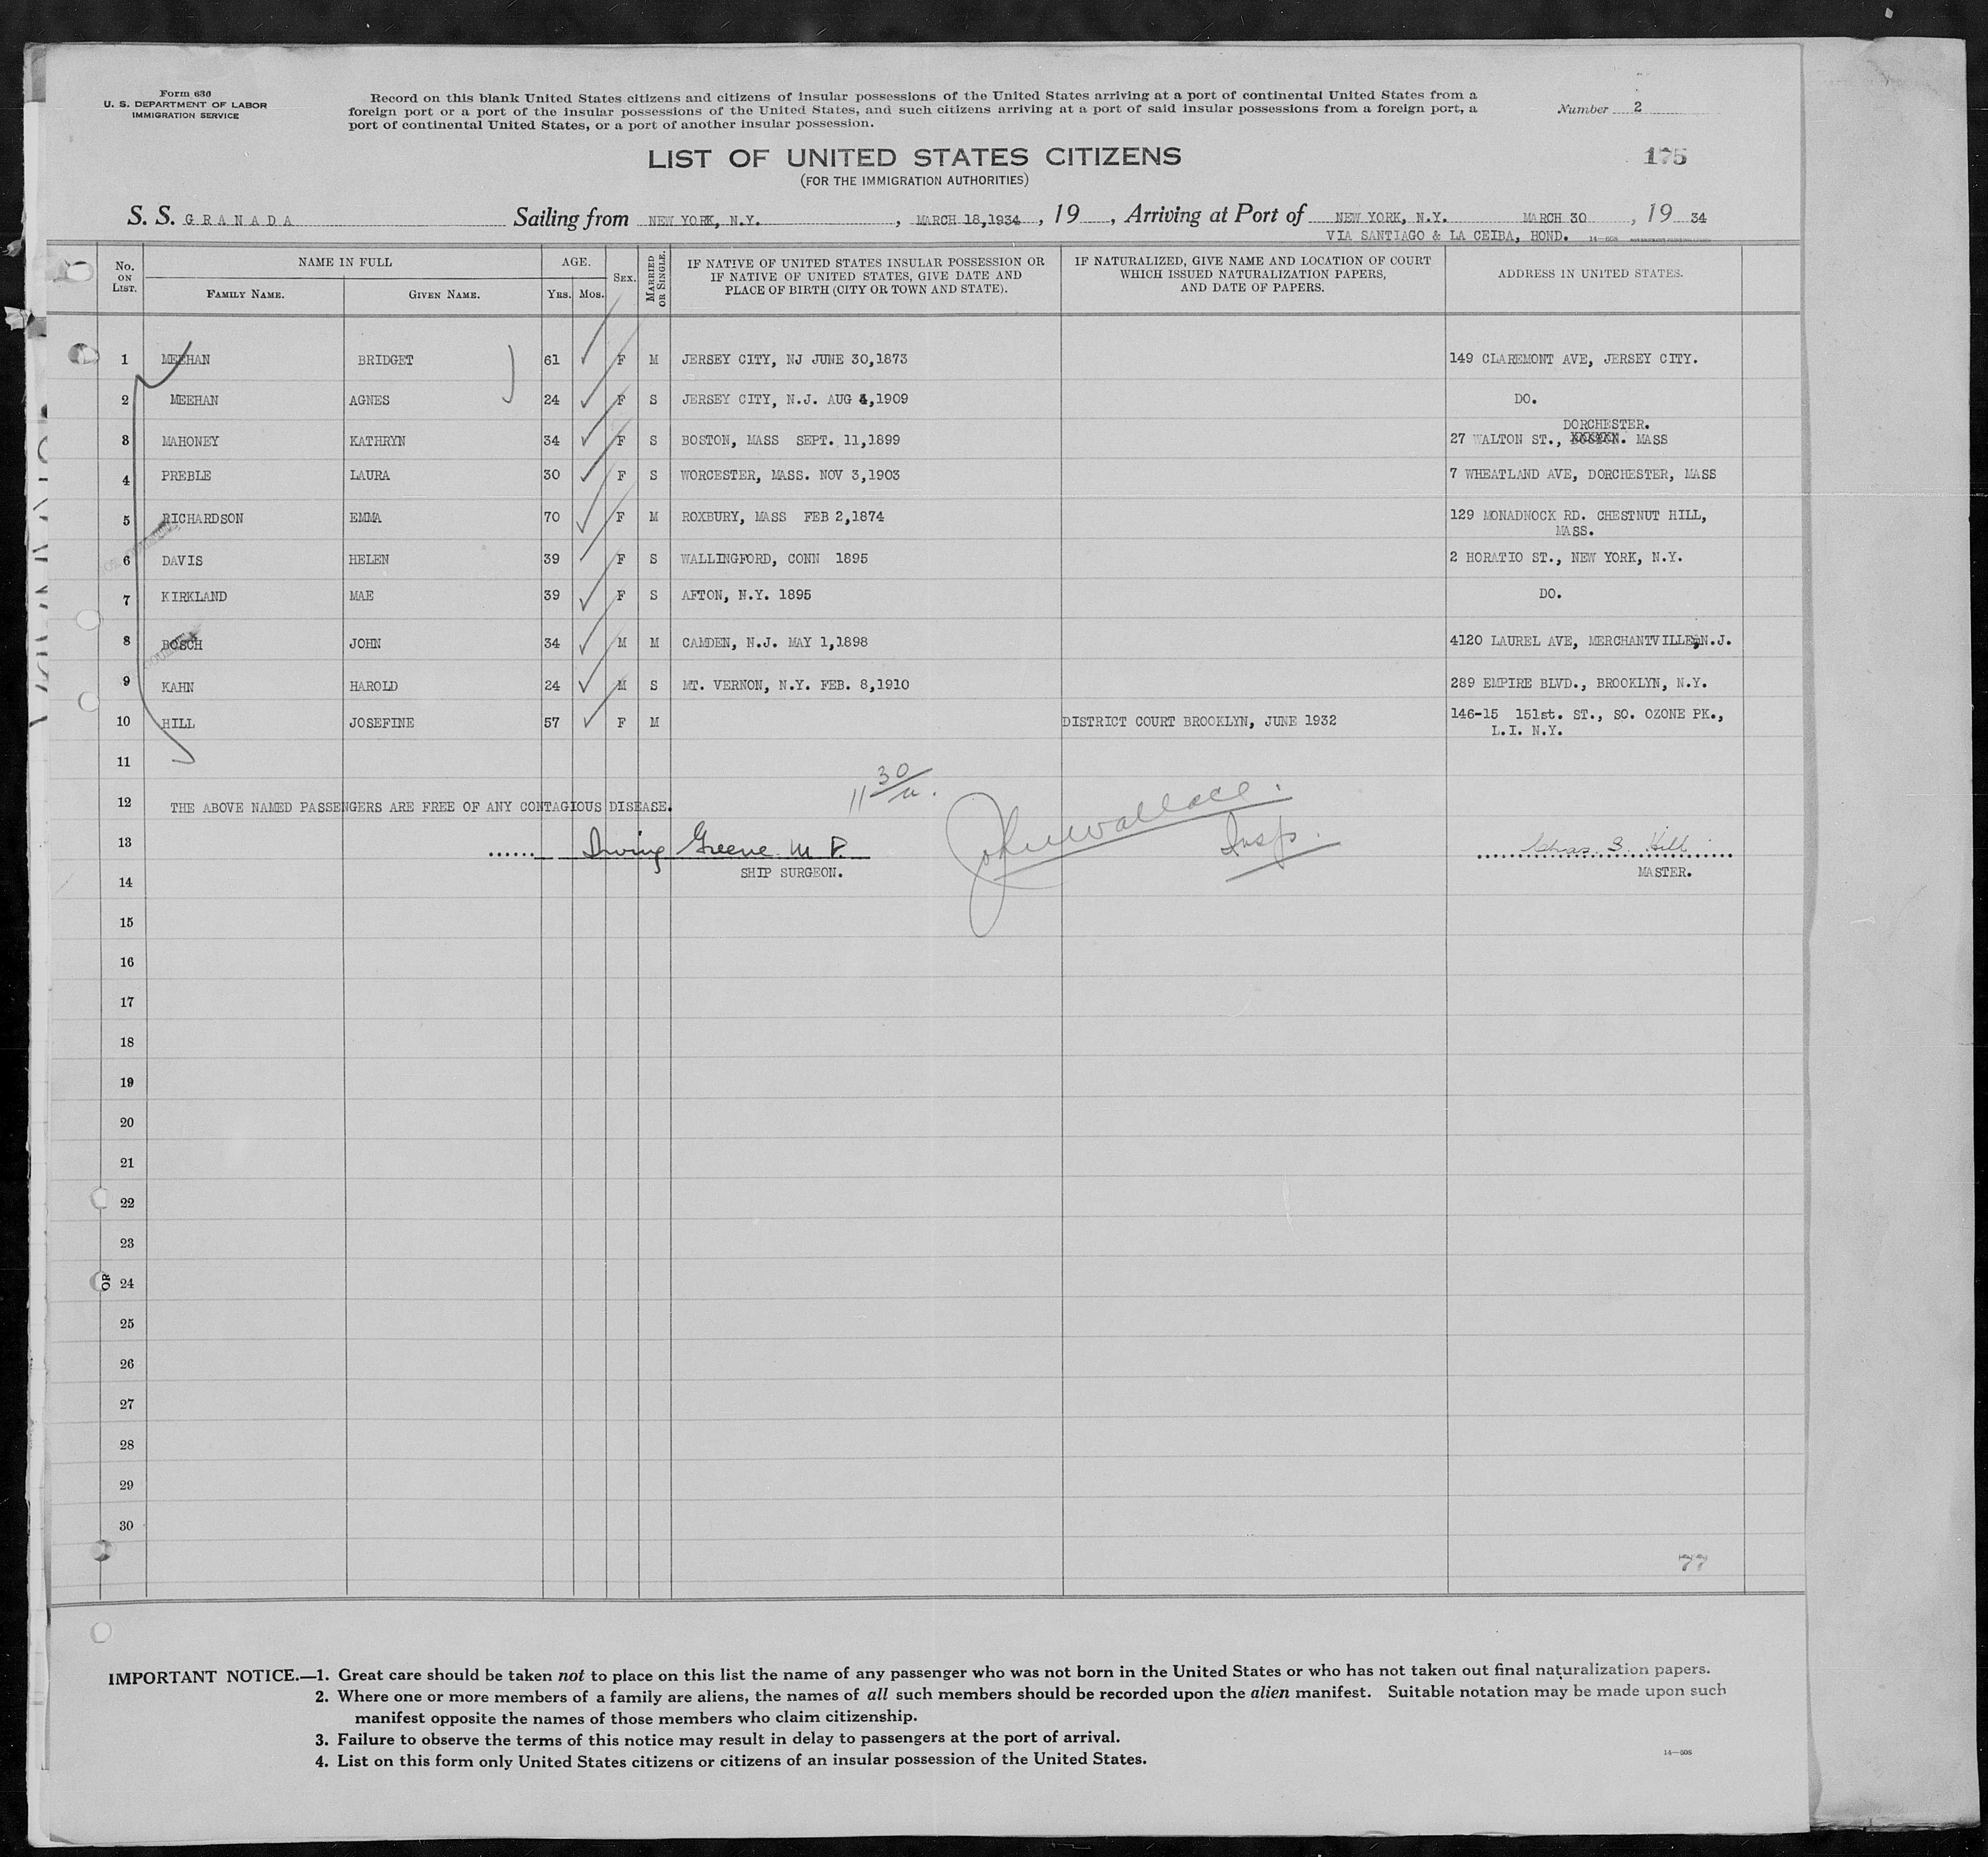 Form 630
U. S. DEPARTMENT OF LABOR
IMMIGRATION SERVICE
Record on this blank United States citizens and citizens of insular possessions of the United States arriving at a port of continental United States from a
foreign port or a port of the insular possessions of the United States, and such citizens arriving at a port of said insular possessions from a foreign port, a
port of continental United States, or a port of another insular possession.
Number 2
LIST OF UNITED STATES CITIZENS
(FOR THE IMMIGRATION AUTHORITIES)
175
S. S. GRANADA Sailing from NEW YORK, N.Y. , MARCH 18,1934 , 19 , Arriving at Port of NEW YORK, N.Y. MARCH 30 , 19 34
VIA SANTIAGO & LA CEIBA, HOND.
No. ON LIST. NAME IN FULL AGE. SEX. MARRIED OR SINGLE. IF NATIVE OF UNITED STATES INSULAR POSSESSION OR IF NATIVE OF UNITED STATES, GIVE DATE AND PLACE OF BIRTH (CITY OR TOWN AND STATE). IF NATURALIZED, GIVE NAME AND LOCATION OF COURT WHICH ISSUED NATURALIZATION PAPERS, AND DATE OF PAPERS. ADDRESS IN UNITED STATES.
FAMILY NAME. GIVEN NAME. YRS. MOS.
1 MEEHAN BRIDGET 61 F M JERSEY CITY, NJ JUNE 30,1873 149 CLAREMONT AVE, JERSEY CITY.
2 MEEHAN AGNES 24 F S JERSEY CITY, N.J. AUG 4,1909 DO.
DORCHESTER.
3 MAHONEY KATHRYN 34 F S BOSTON, MASS SEPT. 11,1899 27 WALTON ST., BOSTON. MASS
4 PREBLE LAURA 30 F S WORCESTER, MASS. NOV 3,1903 7 WHEATLAND AVE, DORCHESTER, MASS
5 RICHARDSON EMMA 70 F M ROXBURY, MASS FEB 2,1874 129 MONADNOCK RD. CHESTNUT HILL,
MASS.
6 DAVIS HELEN 39 F S WALLINGFORD, CONN 1895 2 HORATIO ST., NEW YORK, N.Y.
7 KIRKLAND MAE 39 F S AFTON, N.Y. 1895 DO.
8 BOSCH JOHN 34 M M CAMDEN, N.J. MAY 1,1898 4120 LAUREL AVE, MERCHANTVILLE,N.J.
9 KAHN HAROLD 24 M S MT. VERNON, N.Y. FEB. 8,1910 289 EMPIRE BLVD., BROOKLYN, N.Y.
10 HILL JOSEFINE 57 F M DISTRICT COURT BROOKLYN, JUNE 1932 146-15 151st. ST., SO. OZONE PK.,
L.I. N.Y.
11
12 THE ABOVE NAMED PASSENGERS ARE FREE OF ANY CONTAGIOUS DISEASE.
11 30/
13 Irving Greene M D John Wallace. Insp. Chas S. Hill
SHIP SURGEON. MASTER.
14
15
16
17
18
19
20
21
22
23
OR 24
25
26
27
28
29
30
77
IMPORTANT NOTICE.—1. Great care should be taken not to place on this list the name of any passenger who was not born in the United States or who has not taken out final naturalization papers.
2. Where one or more members of a family are aliens, the names of all such members should be recorded upon the alien manifest. Suitable notation may be made upon such
manifest opposite the names of those members who claim citizenship.
3. Failure to observe the terms of this notice may result in delay to passengers at the port of arrival.
4. List on this form only United States citizens or citizens of an insular possession of the United States.
14—608